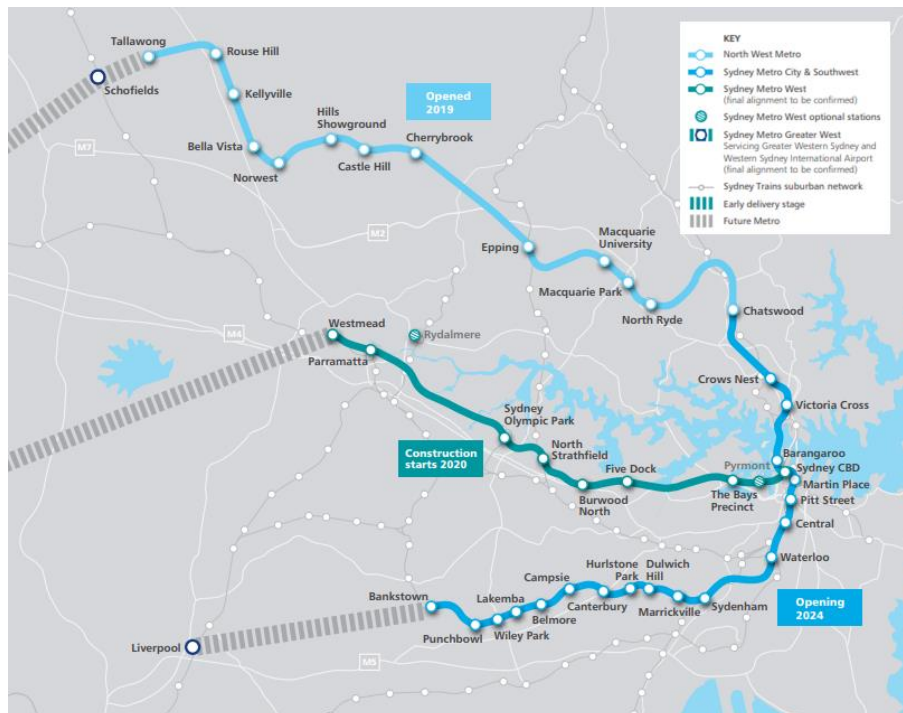 KEY
North West Metro
Sydney Metro City & Southwest
Sydney Metro West
(final alignment to be confirmed)
Sydney Metro West optional stations
Sydney Metro Greater West
Servicing Greater Western Sydney and
Western Sydney International Airport
(final alignment to be confirmed)
Sydney Trains suburban network
Early delivery stage
Future Metro
Tallawong
Rouse Hill
Schofields
Kellyville
Opened
2019
M7
Hills
Showground
Bella Vista
Cherrybrook
Castle Hill
Norwest
M2
Macquarie
University
Epping
Macquarie Park
North Ryde
Chatswood
Westmead
M4
Rydalmere
Parramatta
Crows Nest
Victoria Cross
Sydney
Olympic Park
Construction
starts 2020
North
Strathfield
Barangaroo
Five Dock
Pyrmont
Sydney CBD
Martin Place
Burwood
North
The Bays
Precinct
Pitt Street
Central
Waterloo
Hurlstone
Park
Dulwich
Hill
Campsie
Lakemba
Bankstown
Canterbury
Marrickville
Sydenham
Opening
2024
Belmore
Wiley Park
Punchbowl
Liverpool
M5